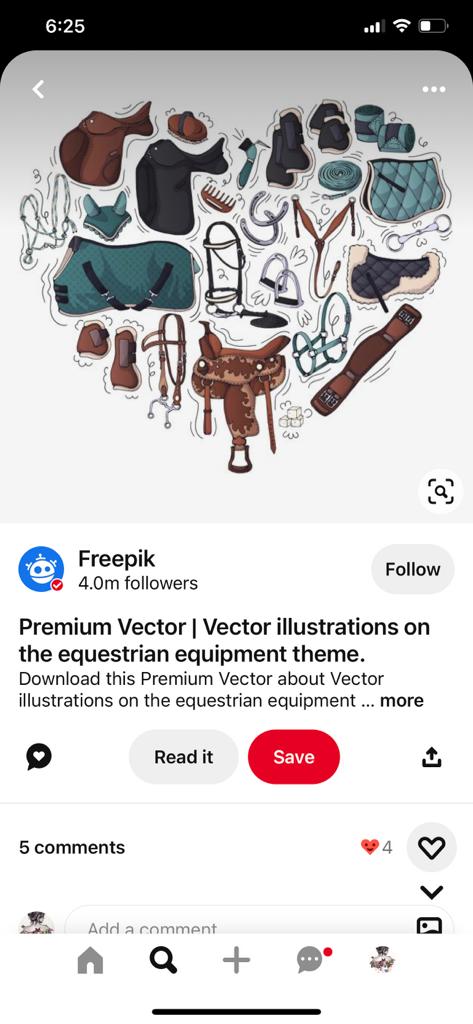 6:25
Freepik
4.0m followers
Follow
Premium Vector | Vector illustrations on
the equestrian equipment theme.
Download this Premium Vector about Vector
illustrations on the equestrian equipment ... more
Read it
Save
5 comments
4
Add a comment